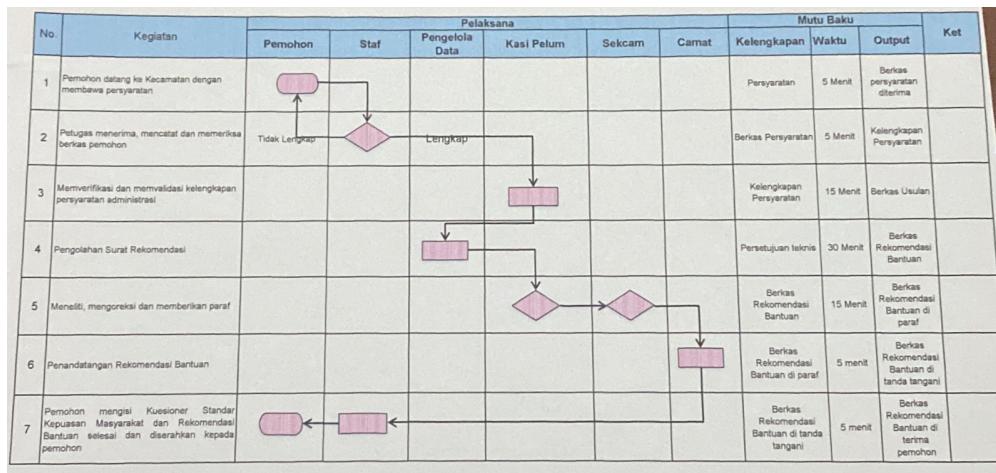 Pelaksana
Mutu Baku
No.
Kegiatan
Pemohon
Staf
Pengelola
Data
Kasi Pelum
Sekcam
Camat
Kelengkapan
Waktu
Output
Ket
1
Pemohon datang ke Kecamatan dengan
membawa persyaratan
Persyaratan
5 Menit
Berkas
persyaratan
diterima
2
Petugas menerima, mencatat dan memeriksa
berkas pemohon
Tidak Lengkap
Lengkap
Berkas Persyaratan
5 Menit
Kelengkapan
Persyaratan
3
Memverifikasi dan memvalidasi kelengkapan
persyaratan administrasi
Kelengkapan
Persyaratan
15 Menit
Berkas Usulan
4
Pengolahan Surat Rekomendasi
Persetujuan teknis
30 Menit
Berkas
Rekomendasi
Bantuan
5
Meneliti, mengoreksi dan memberikan paraf
Berkas
Rekomendasi
Bantuan
15 Menit
Berkas
Rekomendasi
Bantuan di
paraf
6
Penandatangan Rekomendasi Bantuan
Berkas
Rekomendasi
Bantuan di paraf
5 menit
Berkas
Rekomendasi
Bantuan di
tanda tangani
7
Pemohon mengisi Kuesioner Standar
Kepuasan Masyarakat dan Rekomendasi
Bantuan selesai dan diserahkan kepada
pemohon
Berkas
Rekomendasi
Bantuan di tanda
tangani
5 menit
Berkas
Rekomendasi
Bantuan di
terima
pemohon